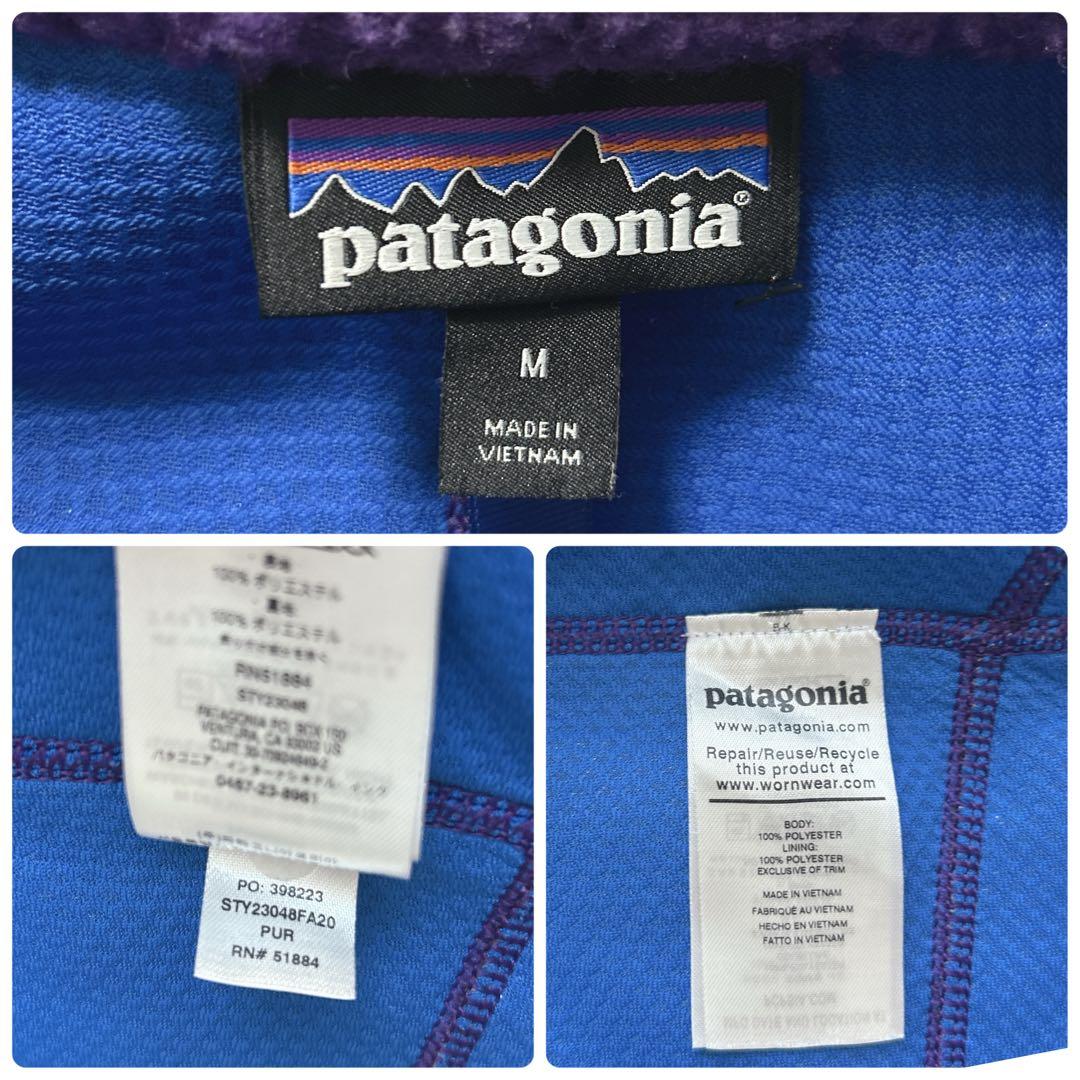 patagonia®
M
MADE IN
VIETNAM
100% ポリエステル
100% ポリエステル
RN51884
STY23048
PATAGONIA PO BOX 150
VENTURA, CA 93002 US
パタゴニア・インターナショナル・インク
0467-23-8961
PO: 398223
STY23048FA20
PUR
RN# 51884
patagonia®
www.patagonia.com
Repair/Reuse/Recycle
this product at
www.wornwear.com
BODY:
100% POLYESTER
LINING:
100% POLYESTER
EXCLUSIVE OF TRIM
MADE IN VIETNAM
FABRIQUÉ AU VIETNAM
HECHO EN VIETNAM
FATTO IN VIETNAM